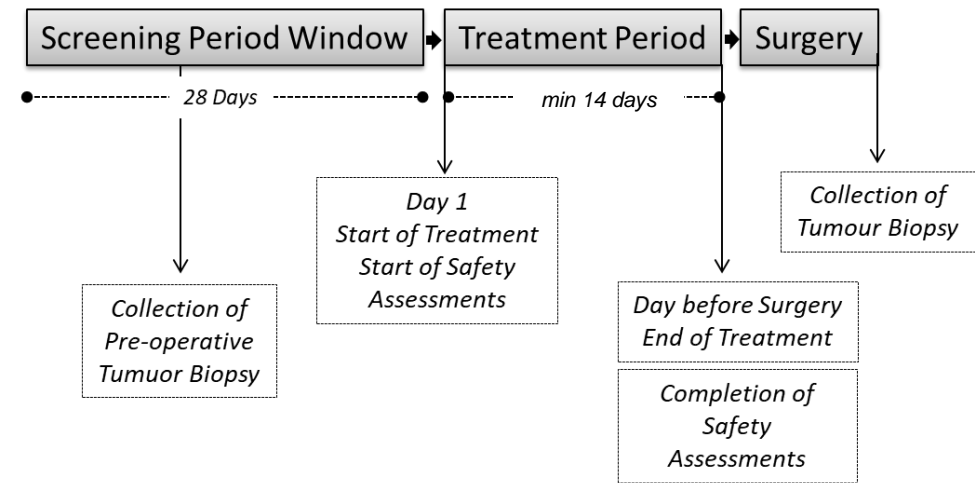 Screening Period Window
Treatment Period
Surgery
28 Days
min 14 days
Day 1
Start of Treatment
Start of Safety
Assessments
Collection of
Tumour Biopsy
Collection of
Pre-operative
Tumuor Biopsy
Day before Surgery
End of Treatment
Completion of
Safety
Assessments